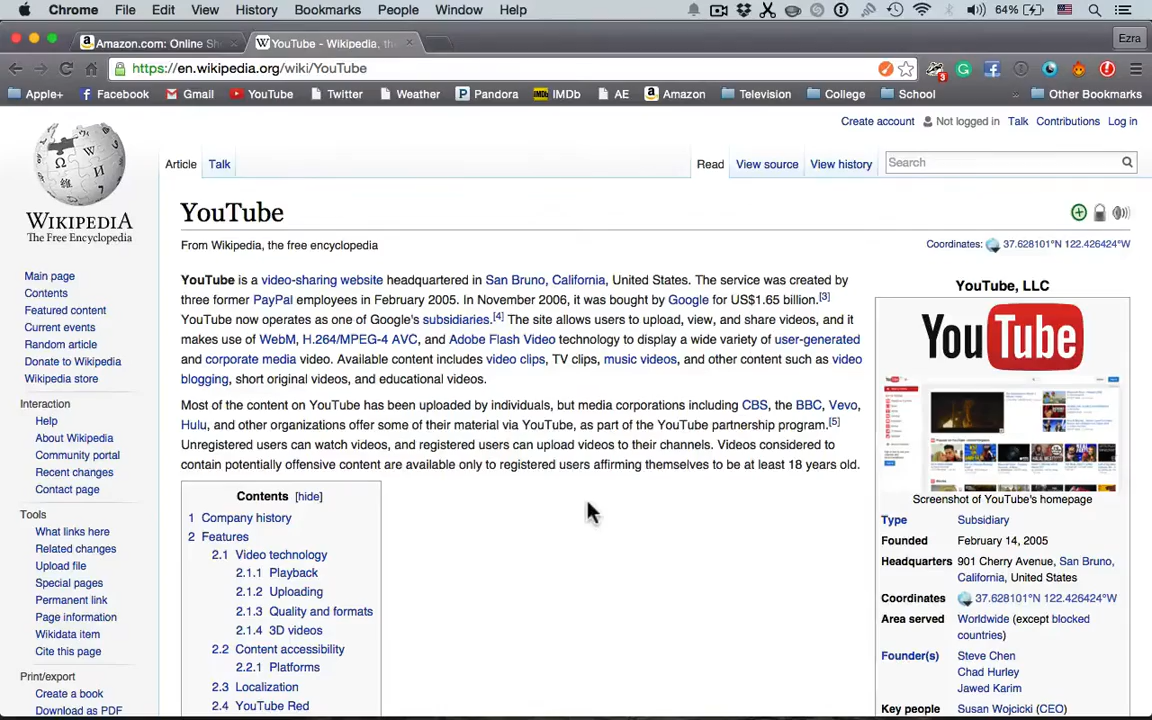 Chrome File Edit View History Bookmarks People Window Help 64%
Amazon.com: Online Sh YouTube - Wikipedia, the Ezra
https://en.wikipedia.org/wiki/YouTube 3
Apple+ Facebook Gmail YouTube Twitter Weather Pandora IMDb AE Amazon Television College School » Other Bookmarks
Create account Not logged in Talk Contributions Log in
Article Talk Read View source View history Search
WIKIPEDIA
The Free Encyclopedia
YouTube
From Wikipedia, the free encyclopedia
Coordinates: 37.628101°N 122.426424°W
Main page
Contents
Featured content
Current events
Random article
Donate to Wikipedia
Wikipedia store
Interaction
Help
About Wikipedia
Community portal
Recent changes
Contact page
Tools
What links here
Related changes
Upload file
Special pages
Permanent link
Page information
Wikidata item
Cite this page
Print/export
Create a book
Download as PDF
YouTube is a video-sharing website headquartered in San Bruno, California, United States. The service was created by
three former PayPal employees in February 2005. In November 2006, it was bought by Google for US$1.65 billion.[3]
YouTube now operates as one of Google's subsidiaries.[4] The site allows users to upload, view, and share videos, and it
makes use of WebM, H.264/MPEG-4 AVC, and Adobe Flash Video technology to display a wide variety of user-generated
and corporate media video. Available content includes video clips, TV clips, music videos, and other content such as video
blogging, short original videos, and educational videos.
Most of the content on YouTube has been uploaded by individuals, but media corporations including CBS, the BBC, Vevo,
Hulu, and other organizations offer some of their material via YouTube, as part of the YouTube partnership program.[5]
Unregistered users can watch videos, and registered users can upload videos to their channels. Videos considered to
contain potentially offensive content are available only to registered users affirming themselves to be at least 18 years old.
Contents [hide]
1 Company history
2 Features
2.1 Video technology
2.1.1 Playback
2.1.2 Uploading
2.1.3 Quality and formats
2.1.4 3D videos
2.2 Content accessibility
2.2.1 Platforms
2.3 Localization
2.4 YouTube Red
YouTube, LLC
YouTube
Screenshot of YouTube's homepage
Type Subsidiary
Founded February 14, 2005
Headquarters 901 Cherry Avenue, San Bruno,
California, United States
Coordinates 37.628101°N 122.426424°W
Area served Worldwide (except blocked
countries)
Founder(s) Steve Chen
Chad Hurley
Jawed Karim
Key people Susan Wojcicki (CEO)